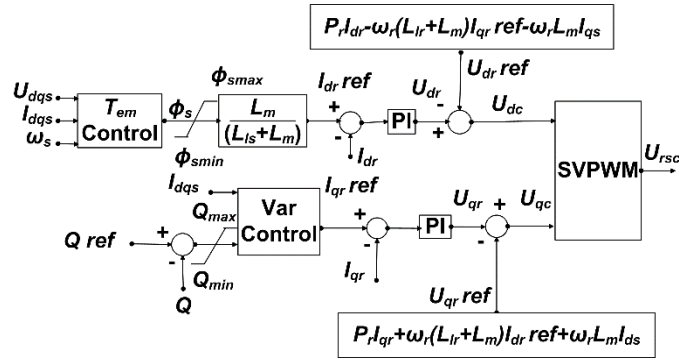 PrIdr-ωr(Llr+Lm)Iqr ref-ωrLmIqs
Udqs
Idqs
ωs
Tem
Control
ϕs
ϕsmax
ϕsmin
Lm
(Lls+Lm)
Idr ref
+
-
Idr
PI
Udr
-
+
Udr ref
Udc
SVPWM
Ursc
Idqs
Q ref
+
-
Q
Qmax
Qmin
Var
Control
Iqr ref
+
-
Iqr
PI
Uqr
+
-
Uqc
Uqr ref
PrIqr+ωr(Llr+Lm)Idr ref+ωrLmIds